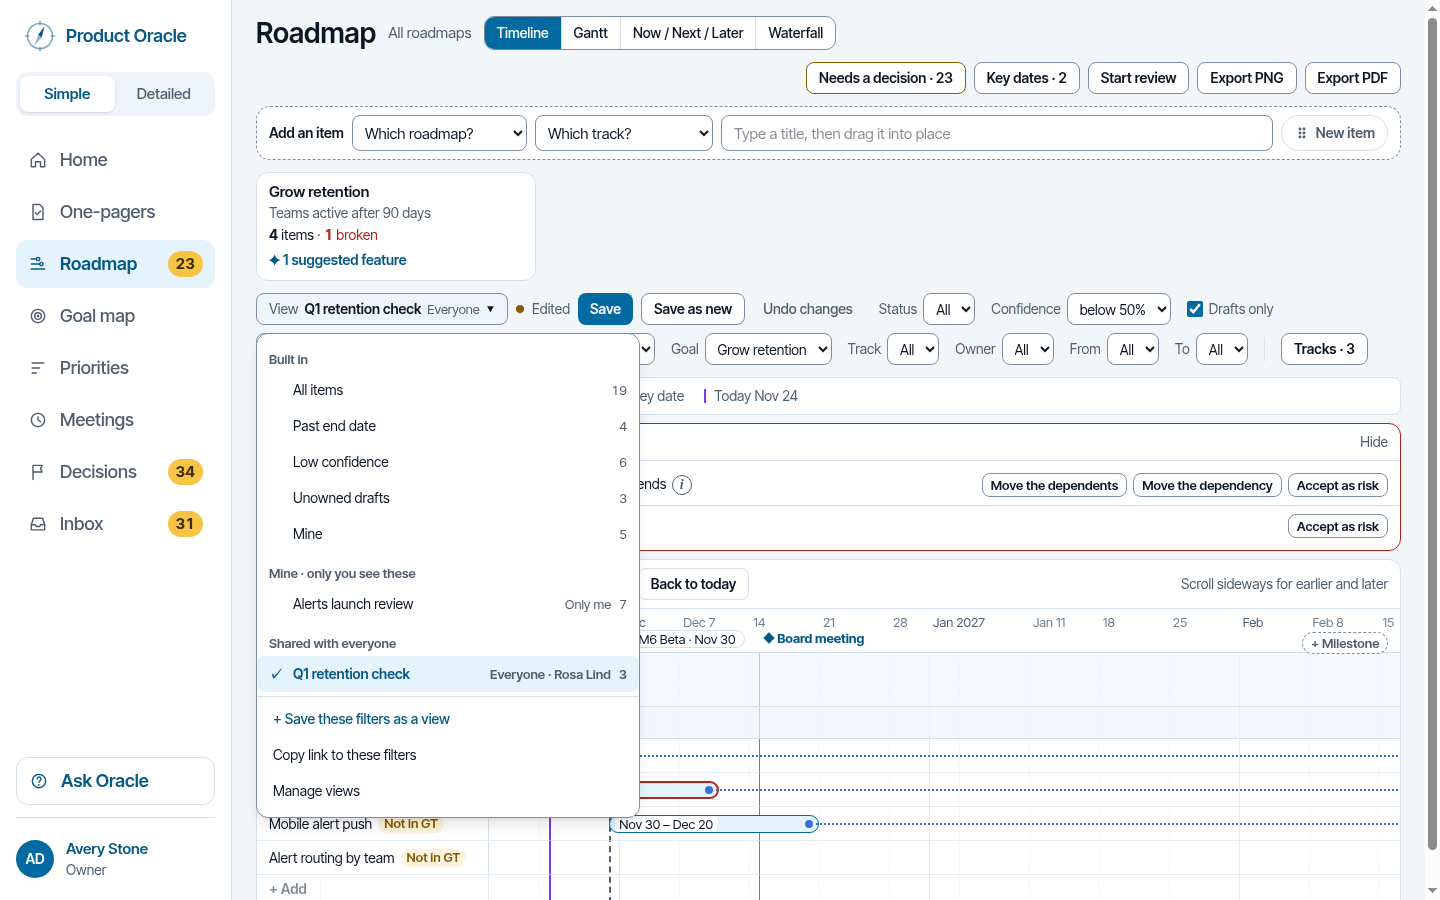 Product Oracle
Simple
Detailed
Home
One-pagers
Roadmap 23
Goal map
Priorities
Meetings
Decisions 34
Inbox 31
Ask Oracle
AD
Avery Stone
Owner
Roadmap
All roadmaps
Timeline
Gantt
Now / Next / Later
Waterfall
Needs a decision · 23
Key dates · 2
Start review
Export PNG
Export PDF
Add an item
Which roadmap?
Which track?
Type a title, then drag it into place
New item
Grow retention
Teams active after 90 days
4 items · 1 broken
1 suggested feature
View Q1 retention check Everyone
Edited
Save
Save as new
Undo changes
Status All
Confidence below 50%
Drafts only
Goal Grow retention
Track All
Owner All
From All
To All
Tracks · 3
Built in
All items 19
Past end date 4
Low confidence 6
Unowned drafts 3
Mine 5
Mine · only you see these
Alerts launch review Only me 7
Shared with everyone
✓ Q1 retention check Everyone · Rosa Lind 3
+ Save these filters as a view
Copy link to these filters
Manage views
ey date
Today Nov 24
Hide
ends i
Move the dependents
Move the dependency
Accept as risk
Accept as risk
Back to today
Scroll sideways for earlier and later
c Dec 7 14 21 28 Jan 2027 Jan 11 18 25 Feb Feb 8 15
M6 Beta · Nov 30
Board meeting
+ Milestone
Mobile alert push Not in GT
Nov 30 – Dec 20
Alert routing by team Not in GT
+ Add